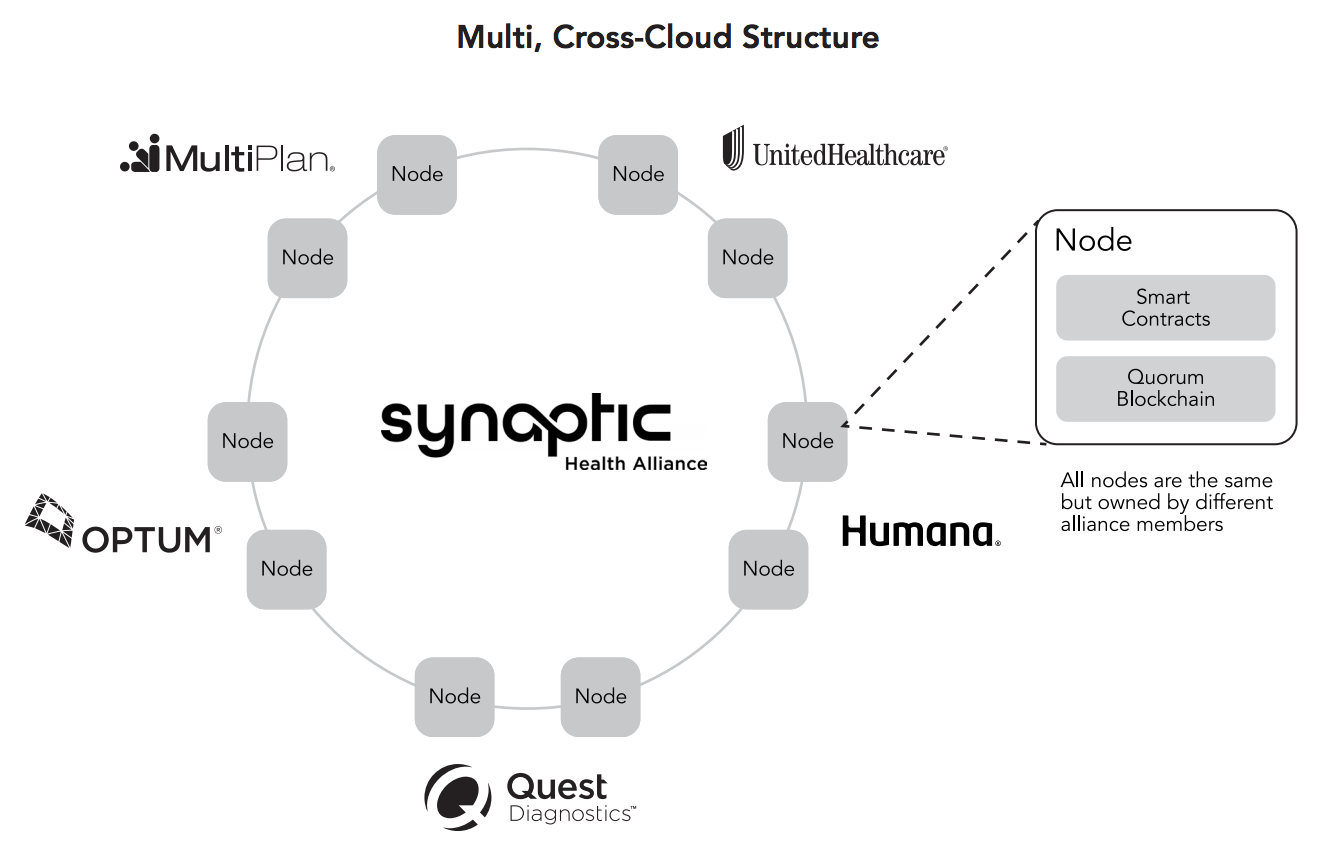 Multi, Cross-Cloud Structure
MultiPlan®
Node
Node
UnitedHealthcare®
Node
Node
Node
Smart
Contracts
Quorum
Blockchain
All nodes are the same
but owned by different
alliance members
synaptic
Health Alliance
Node
Node
OPTUM®
Humana®
Node
Node
Node
Node
Quest
Diagnostics™